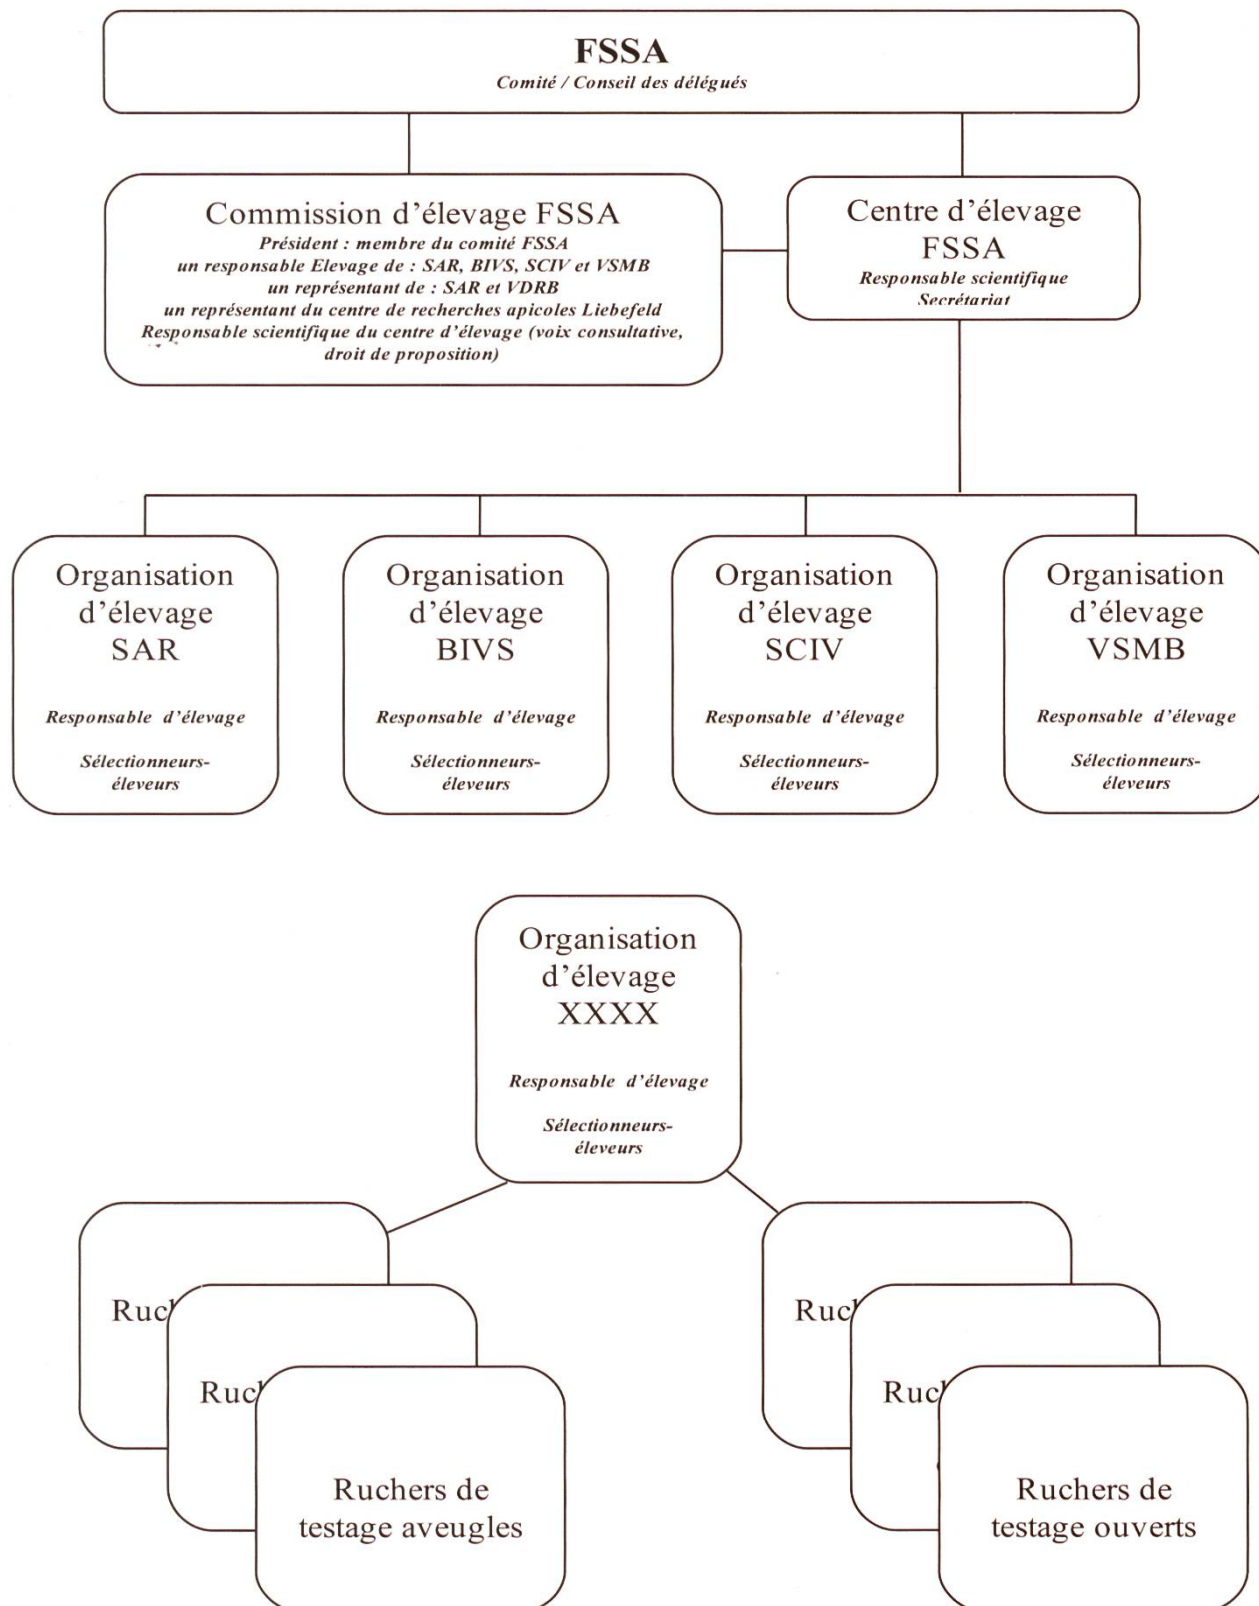 FSSA
Comité / Conseil des délégués
Commission d'élevage FSSA
Président : membre du comité FSSA
un responsable Elevage de : SAR, BIVS, SCIV et VSMB
un représentant de : SAR et VDRB
un représentant du centre de recherches apicoles Liebefeld
Responsable scientifique du centre d'élevage (voix consultative,
droit de proposition)
Centre d'élevage
FSSA
Responsable scientifique
Secrétariat
Organisation
d'élevage
SAR
Responsable d'élevage
Sélectionneurs-
éleveurs
Organisation
d'élevage
BIVS
Responsable d'élevage
Sélectionneurs-
éleveurs
Organisation
d'élevage
SCIV
Responsable d'élevage
Sélectionneurs-
éleveurs
Organisation
d'élevage
VSMB
Responsable d'élevage
Sélectionneurs-
éleveurs
Organisation
d'élevage
XXXX
Responsable d'élevage
Sélectionneurs-
éleveurs
Ruchers de
testage aveugles
Ruchers de
testage ouverts